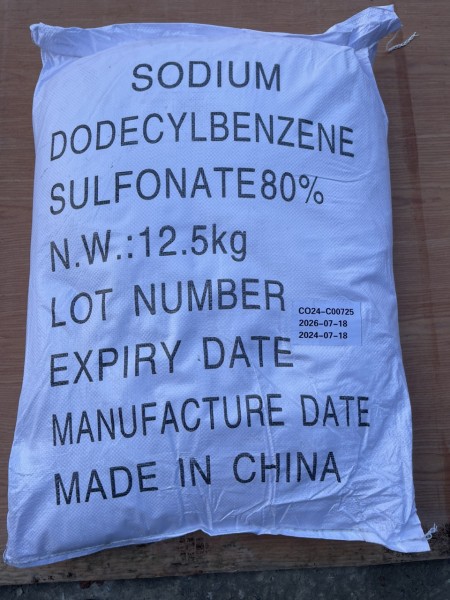 SODIUM
DODECYLBENZENE
SULFONATE80%
N.W.:12.5kg
LOT NUMBER
CO24-C00725
EXPIRY DATE
2026-07-18
2024-07-18
MANUFACTURE DATE
MADE IN CHINA